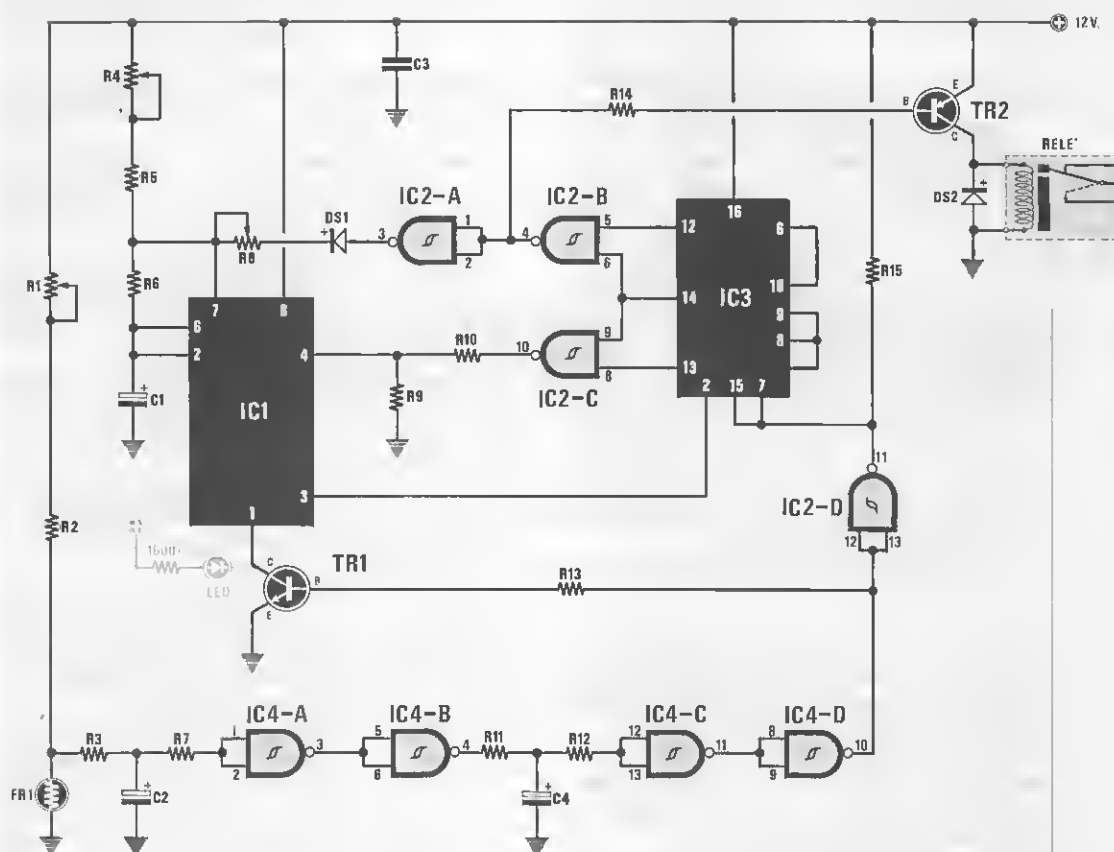 12V.
R4
C3
R14
B
E
C
TR2
RELE'
R5
DS2
IC2-A
IC2-B
DS1
3
1
2
4
5
6
12
16
6
10
R8
R1
R6
7
8
14
IC3
9
8
R15
6
2
4
R10
10
9
8
13
2
15
7
IC2-C
C1
IC1
R9
11
3
IC2-D
12
13
R2
1
TR1
LED
C
B
E
R13
IC4-A
IC4-B
IC4-C
IC4-D
R3
R7
1
2
3
5
6
4
R11
R12
12
13
11
8
9
10
FR1
C2
C4